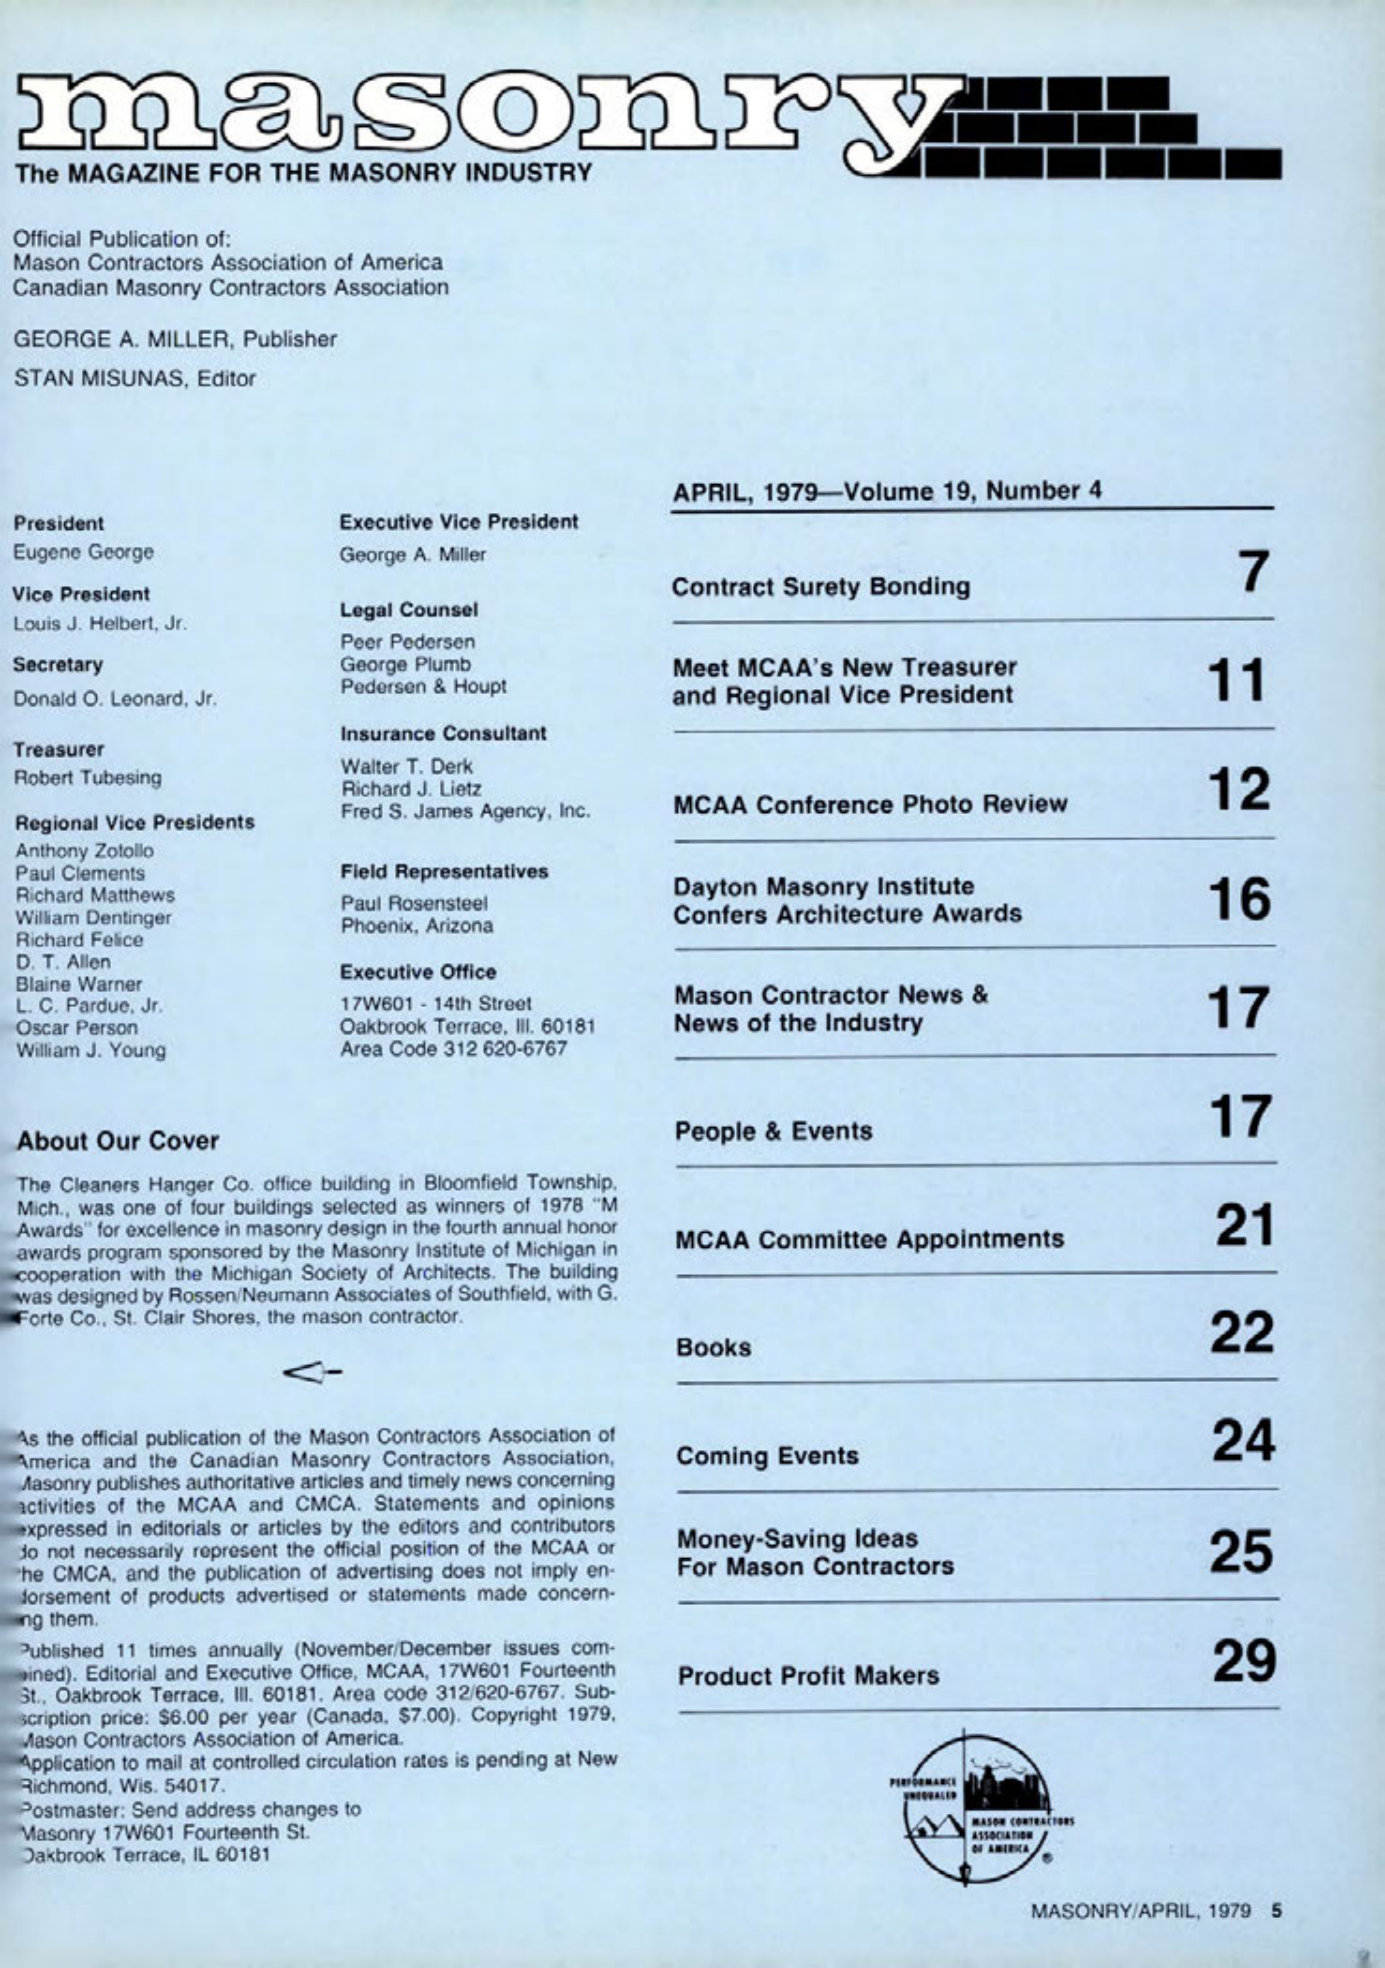 masonry
The MAGAZINE FOR THE MASONRY INDUSTRY
Official Publication of:
Mason Contractors Association of America
Canadian Masonry Contractors Association
GEORGE A. MILLER, Publisher
STAN MISUNAS, Editor
President
Eugene George
Vice President
Louis J. Helbert, Jr.
Secretary
Donald O. Leonard, Jr.
Treasurer
Robert Tubesing
Regional Vice Presidents
Anthony Zotollo
Paul Clements
Richard Matthews
William Dentinger
Richard Felice
D. T. Allen
Blaine Warner
L. C. Pardue, Jr.
Oscar Person
William J. Young
Executive Vice President
George A. Miller
Legal Counsel
Peer Pedersen
George Plumb
Pedersen & Houpt
Insurance Consultant
Walter T. Derk
Richard J. Lietz
Fred S. James Agency, Inc.
Field Representatives
Paul Rosensteel
Phoenix, Arizona
Executive Office
17W601 - 14th Street
Oakbrook Terrace, Ill. 60181
Area Code 312 620-6767
About Our Cover
The Cleaners Hanger Co. office building in Bloomfield Township,
Mich., was one of four buildings selected as winners of 1978 "M
Awards" for excellence in masonry design in the fourth annual honor
awards program sponsored by the Masonry Institute of Michigan in
cooperation with the Michigan Society of Architects. The building
was designed by Rossen/Neumann Associates of Southfield, with G.
Forte Co., St. Clair Shores, the mason contractor.
As the official publication of the Mason Contractors Association of
America and the Canadian Masonry Contractors Association,
Masonry publishes authoritative articles and timely news concerning
activities of the MCAA and CMCA. Statements and opinions
expressed in editorials or articles by the editors and contributors
do not necessarily represent the official position of the MCAA or
the CMCA, and the publication of advertising does not imply en-
dorsement of products advertised or statements made concern-
ing them.
Published 11 times annually (November/December issues com-
bined). Editorial and Executive Office, MCAA, 17W601 Fourteenth
St., Oakbrook Terrace, Ill. 60181. Area code 312/620-6767. Sub-
scription price: $6.00 per year (Canada, $7.00). Copyright 1979,
Mason Contractors Association of America.
Application to mail at controlled circulation rates is pending at New
Richmond, Wis. 54017.
Postmaster: Send address changes to
Masonry 17W601 Fourteenth St.
Oakbrook Terrace, IL 60181
APRIL, 1979—Volume 19, Number 4
Contract Surety Bonding 7
Meet MCAA's New Treasurer
and Regional Vice President 11
MCAA Conference Photo Review 12
Dayton Masonry Institute
Confers Architecture Awards 16
Mason Contractor News &
News of the Industry 17
People & Events 17
MCAA Committee Appointments 21
Books 22
Coming Events 24
Money-Saving Ideas
For Mason Contractors 25
Product Profit Makers 29
PERFORMANCE
UNEQUALED
MASON CONTRACTORS
ASSOCIATION
OF AMERICA
®
MASONRY/APRIL, 1979 5